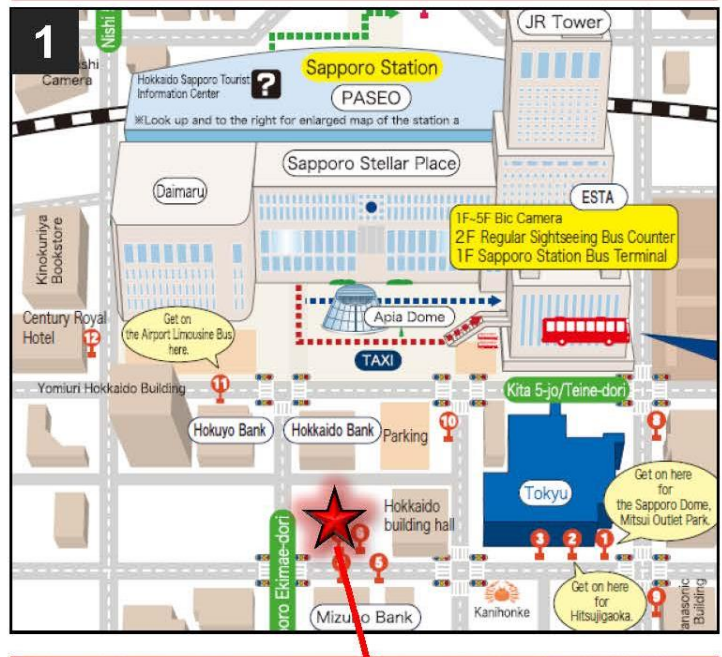 1
JR Tower
Sapporo Station
Hokkaido Sapporo Tourist
Information Center
?
PASEO
※Look up and to the right for enlarged map of the station a
Camera
Nishi
Sapporo Stellar Place
Daimaru
ESTA
1F~5F Bic Camera
2F Regular Sightseeing Bus Counter
1F Sapporo Station Bus Terminal
Kinokuniya
Bookstore
Century Royal
Hotel
12
Get on
the Airport Limousine Bus
here.
Apia Dome
TAXI
Yomiuri Hokkaido Building
11
Kita 5-jo/Teine-dori
Hokuyo Bank
Hokkaido Bank
Parking
10
8
Tokyu
Get on here
for
the Sapporo Dome,
Mitsui Outlet Park.
Hokkaido
building hall
3
2
1
oro Ekimae-dori
Mizuho Bank
Kanihonke
Get on here
for
Hitsujigaoka.
9
anasonic
Building